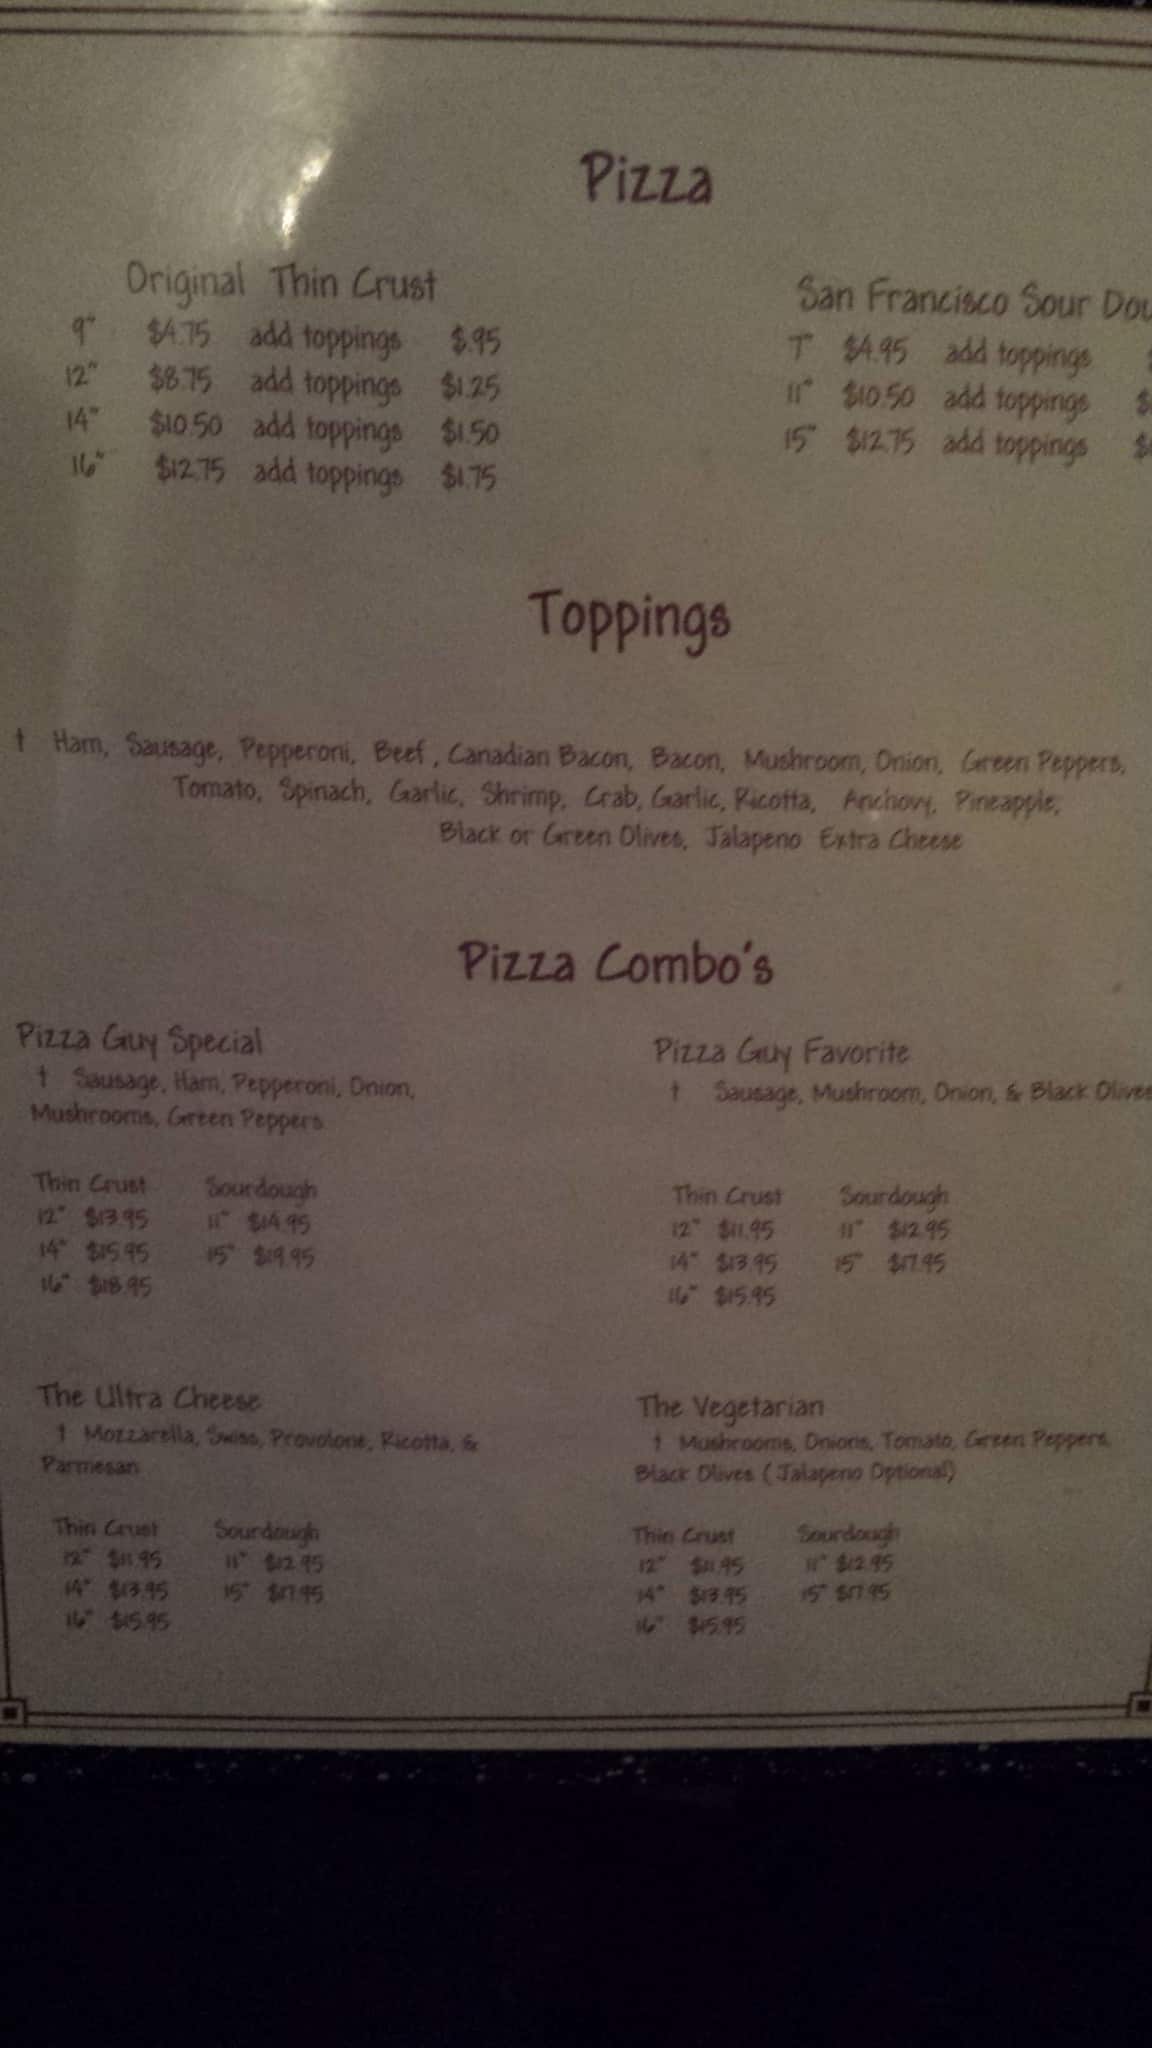 Pizza
Original Thin Crust
9" $4.75 add toppings $.95
12" $8.75 add toppings $1.25
14" $10.50 add toppings $1.50
16" $12.75 add toppings $1.75
San Francisco Sour Dou
7" $4.95 add toppings
11" $10.50 add toppings $
15" $12.75 add toppings $
Toppings
† Ham, Sausage, Pepperoni, Beef , Canadian Bacon, Bacon, Mushroom, Onion, Green Peppers,
Tomato, Spinach, Garlic, Shrimp, Crab, Garlic, Ricotta, Anchovy, Pineapple,
Black or Green Olives, Jalapeno Extra Cheese
Pizza Combo's
Pizza Guy Special
† Sausage, Ham, Pepperoni, Onion,
Mushrooms, Green Peppers
Thin Crust Sourdough
12" $13.95 11" $14.95
14" $15.95 15" $19.95
16" $18.95
Pizza Guy Favorite
† Sausage, Mushroom, Onion, & Black Olives
Thin Crust Sourdough
12" $11.95 11" $12.95
14" $13.95 15" $17.95
16" $15.95
The Ultra Cheese
† Mozzarella, Swiss, Provolone, Ricotta, &
Parmesan
Thin Crust Sourdough
12" $11.95 11" $12.95
14" $13.95 15" $17.95
16" $15.95
The Vegetarian
† Mushrooms, Onions, Tomato, Green Peppers,
Black Olives ( Jalapeno Optional)
Thin Crust Sourdough
12" $11.95 11" $12.95
14" $13.95 15" $17.95
16" $15.95